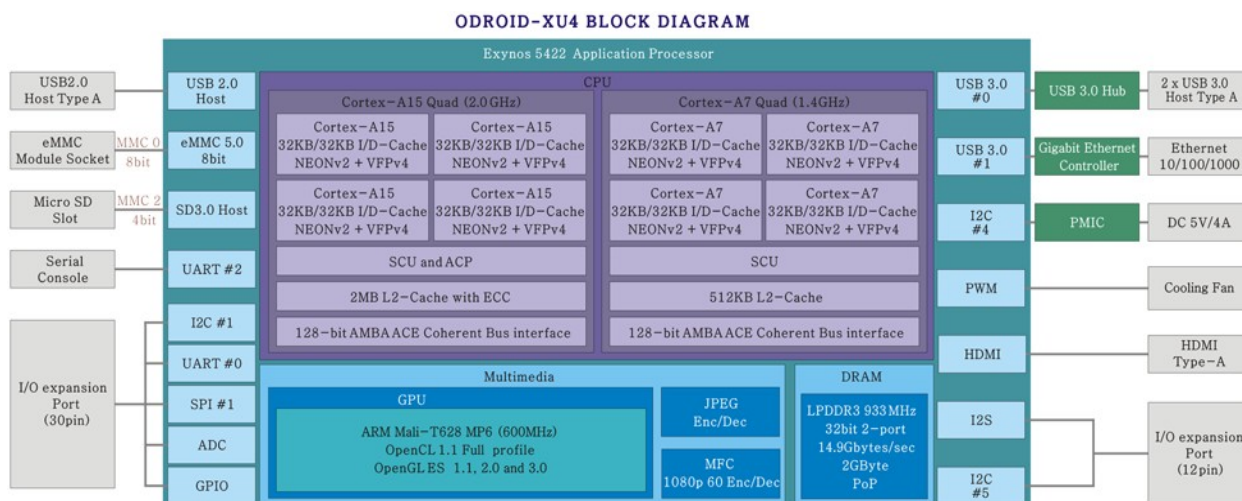 ODROID-XU4 BLOCK DIAGRAM
Exynos 5422 Application Processor
USB2.0
Host Type A
USB 2.0
Host
eMMC
Module Socket
MMC 0
8bit
eMMC 5.0
8bit
Micro SD
Slot
MMC 2
4bit
SD3.0 Host
Serial
Console
UART #2
I/O expansion
Port
(30pin)
I2C #1
UART #0
SPI #1
ADC
GPIO
CPU
Cortex-A15 Quad (2.0GHz)
Cortex-A15
32KB/32KB I/D-Cache
NEONv2 + VFPv4
Cortex-A15
32KB/32KB I/D-Cache
NEONv2 + VFPv4
Cortex-A15
32KB/32KB I/D-Cache
NEONv2 + VFPv4
Cortex-A15
32KB/32KB I/D-Cache
NEONv2 + VFPv4
SCU and ACP
2MB L2-Cache with ECC
128-bit AMBA ACE Coherent Bus interface
Cortex-A7 Quad (1.4GHz)
Cortex-A7
32KB/32KB I/D-Cache
NEONv2 + VFPv4
Cortex-A7
32KB/32KB I/D-Cache
NEONv2 + VFPv4
Cortex-A7
32KB/32KB I/D-Cache
NEONv2 + VFPv4
Cortex-A7
32KB/32KB I/D-Cache
NEONv2 + VFPv4
SCU
512KB L2-Cache
128-bit AMBA ACE Coherent Bus interface
Multimedia
GPU
ARM Mali-T628 MP6 (600MHz)
OpenCL 1.1 Full profile
OpenGL ES 1.1, 2.0 and 3.0
JPEG
Enc/Dec
MFC
1080p 60 Enc/Dec
DRAM
LPDDR3 933MHz
32bit 2-port
14.9Gbytes/sec
2GByte
PoP
USB 3.0
#0
USB 3.0 Hub
2 x USB 3.0
Host Type A
USB 3.0
#1
Gigabit Ethernet
Controller
Ethernet
10/100/1000
I2C
#4
PMIC
DC 5V/4A
PWM
Cooling Fan
HDMI
HDMI
Type-A
I2S
I2C
#5
I/O expansion
Port
(12pin)